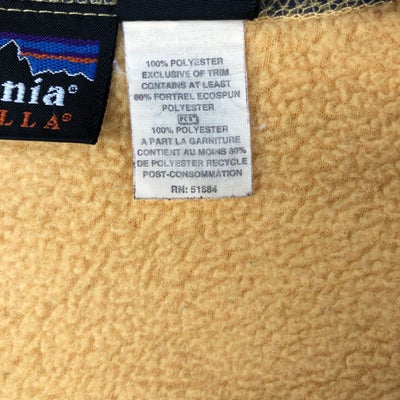 nia®
LLA®
100% POLYESTER
EXCLUSIVE OF TRIM
CONTAINS AT LEAST
80% FORTREL ECOSPUN
POLYESTER
100% POLYESTER
A PART LA GARNITURE
CONTIENT AU MOINS 80%
DE POLYESTER RECYCLE
POST-CONSOMMATION
RN: 51884